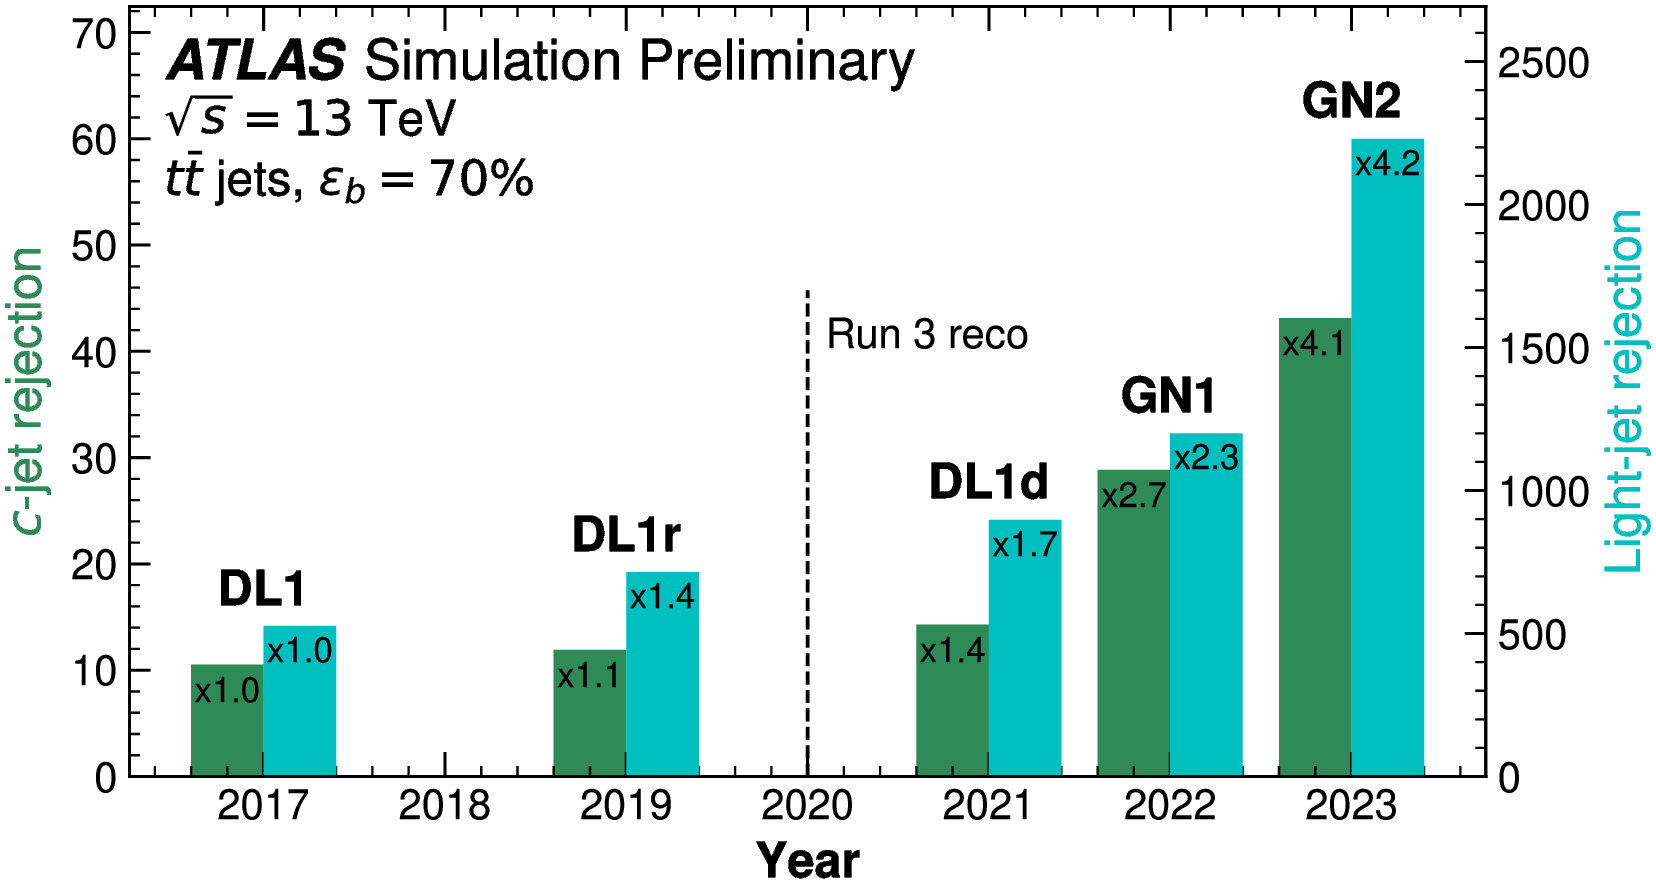 ATLAS Simulation Preliminary
√s = 13 TeV
tt̄ jets, εb = 70%
c-jet rejection
70
60
50
40
30
20
10
0
Light-jet rejection
2500
2000
1500
1000
500
0
Run 3 reco
DL1
x1.0
x1.0
DL1r
x1.1
x1.4
DL1d
x1.4
x1.7
GN1
x2.7
x2.3
GN2
x4.1
x4.2
2017 2018 2019 2020 2021 2022 2023
Year